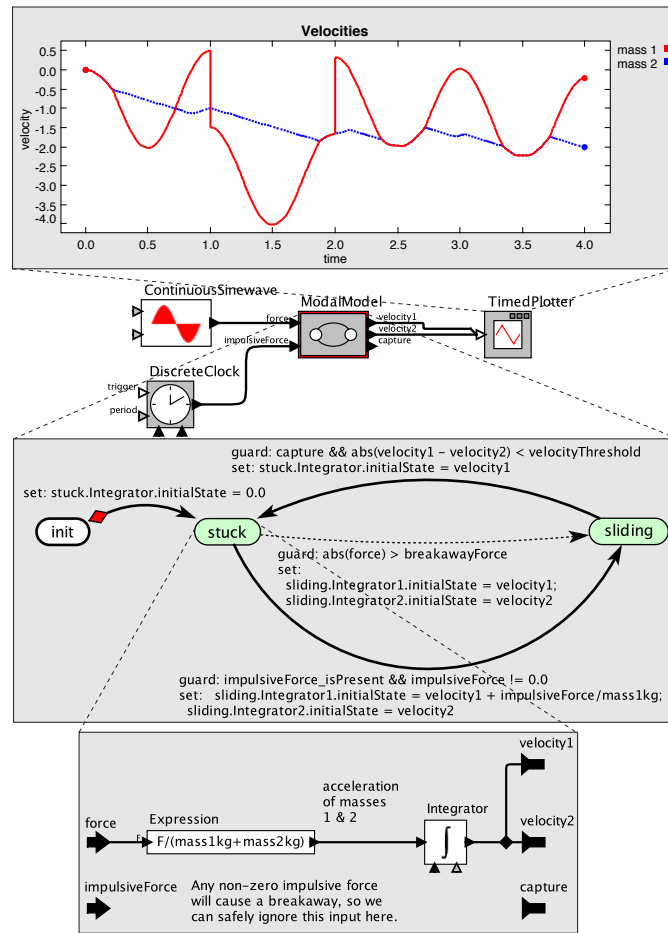 Velocities
mass 1
mass 2
0.5
0.0
-0.5
-1.0
-1.5
-2.0
-2.5
-3.0
-3.5
-4.0
velocity
0.0 0.5 1.0 1.5 2.0 2.5 3.0 3.5 4.0
time
ContinuousSinewave
ModalModel
TimedPlotter
force
impulsiveForce
velocity1
velocity2
capture
DiscreteClock
trigger
period
guard: capture && abs(velocity1 - velocity2) < velocityThreshold
set: stuck.Integrator.initialState = velocity1
set: stuck.Integrator.initialState = 0.0
init
stuck
sliding
guard: abs(force) > breakawayForce
set:
sliding.Integrator1.initialState = velocity1;
sliding.Integrator2.initialState = velocity2
guard: impulsiveForce_isPresent && impulsiveForce != 0.0
set: sliding.Integrator1.initialState = velocity1 + impulsiveForce/mass1kg;
sliding.Integrator2.initialState = velocity2
velocity1
acceleration
of masses
1 & 2
force
Expression
Integrator
velocity2
F
F/(mass1kg+mass2kg)
∫
impulsiveForce
Any non-zero impulsive force
will cause a breakaway, so we
can safely ignore this input here.
capture